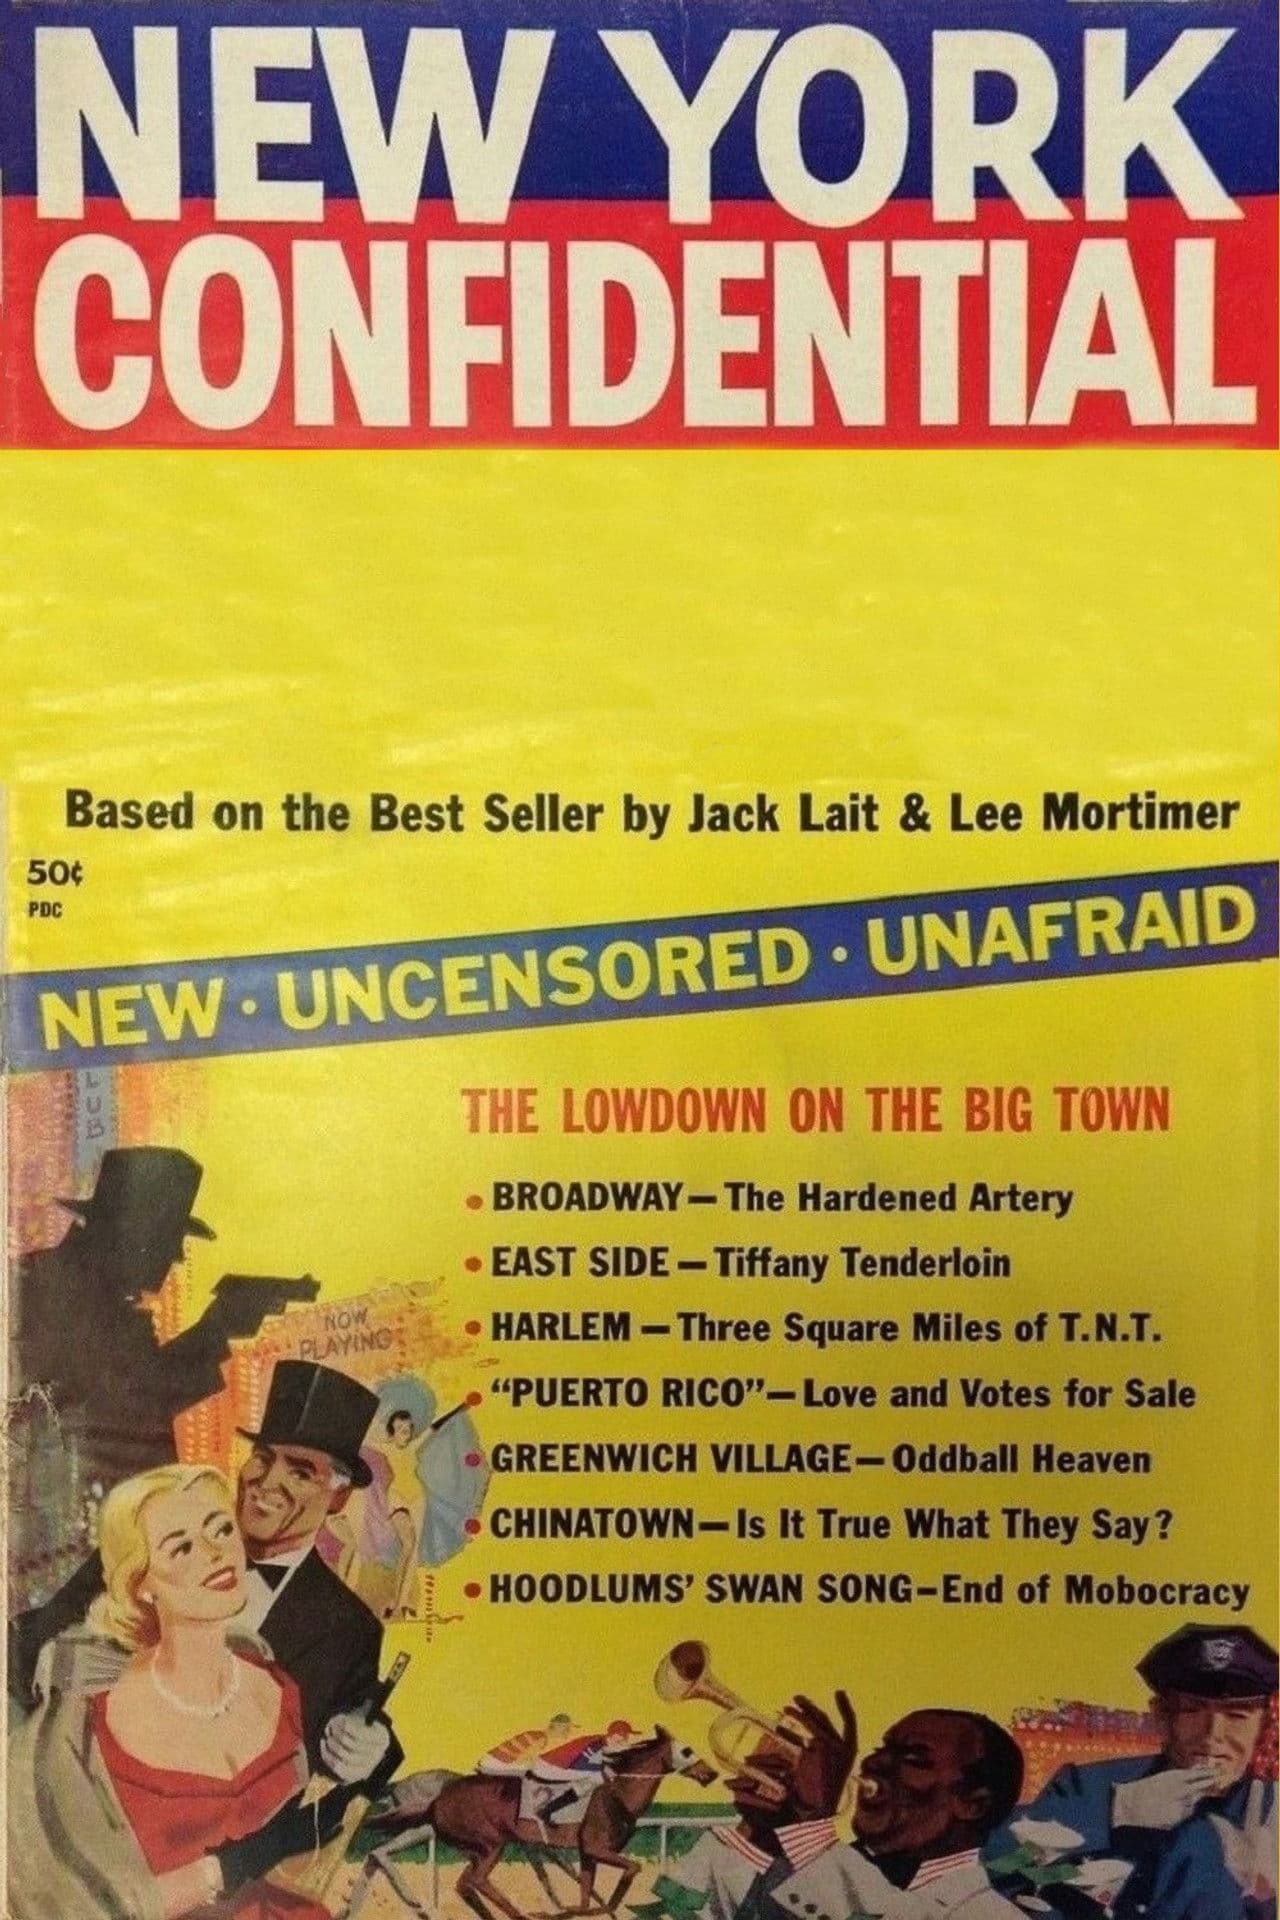 NEW YORK
CONFIDENTIAL
Based on the Best Seller by Jack Lait & Lee Mortimer
50¢
PDC
NEW · UNCENSORED · UNAFRAID
THE LOWDOWN ON THE BIG TOWN
• BROADWAY—The Hardened Artery
• EAST SIDE—Tiffany Tenderloin
• HARLEM—Three Square Miles of T.N.T.
• “PUERTO RICO”—Love and Votes for Sale
• GREENWICH VILLAGE—Oddball Heaven
• CHINATOWN—Is It True What They Say?
• HOODLUMS’ SWAN SONG—End of Mobocracy
NOW
PLAYING